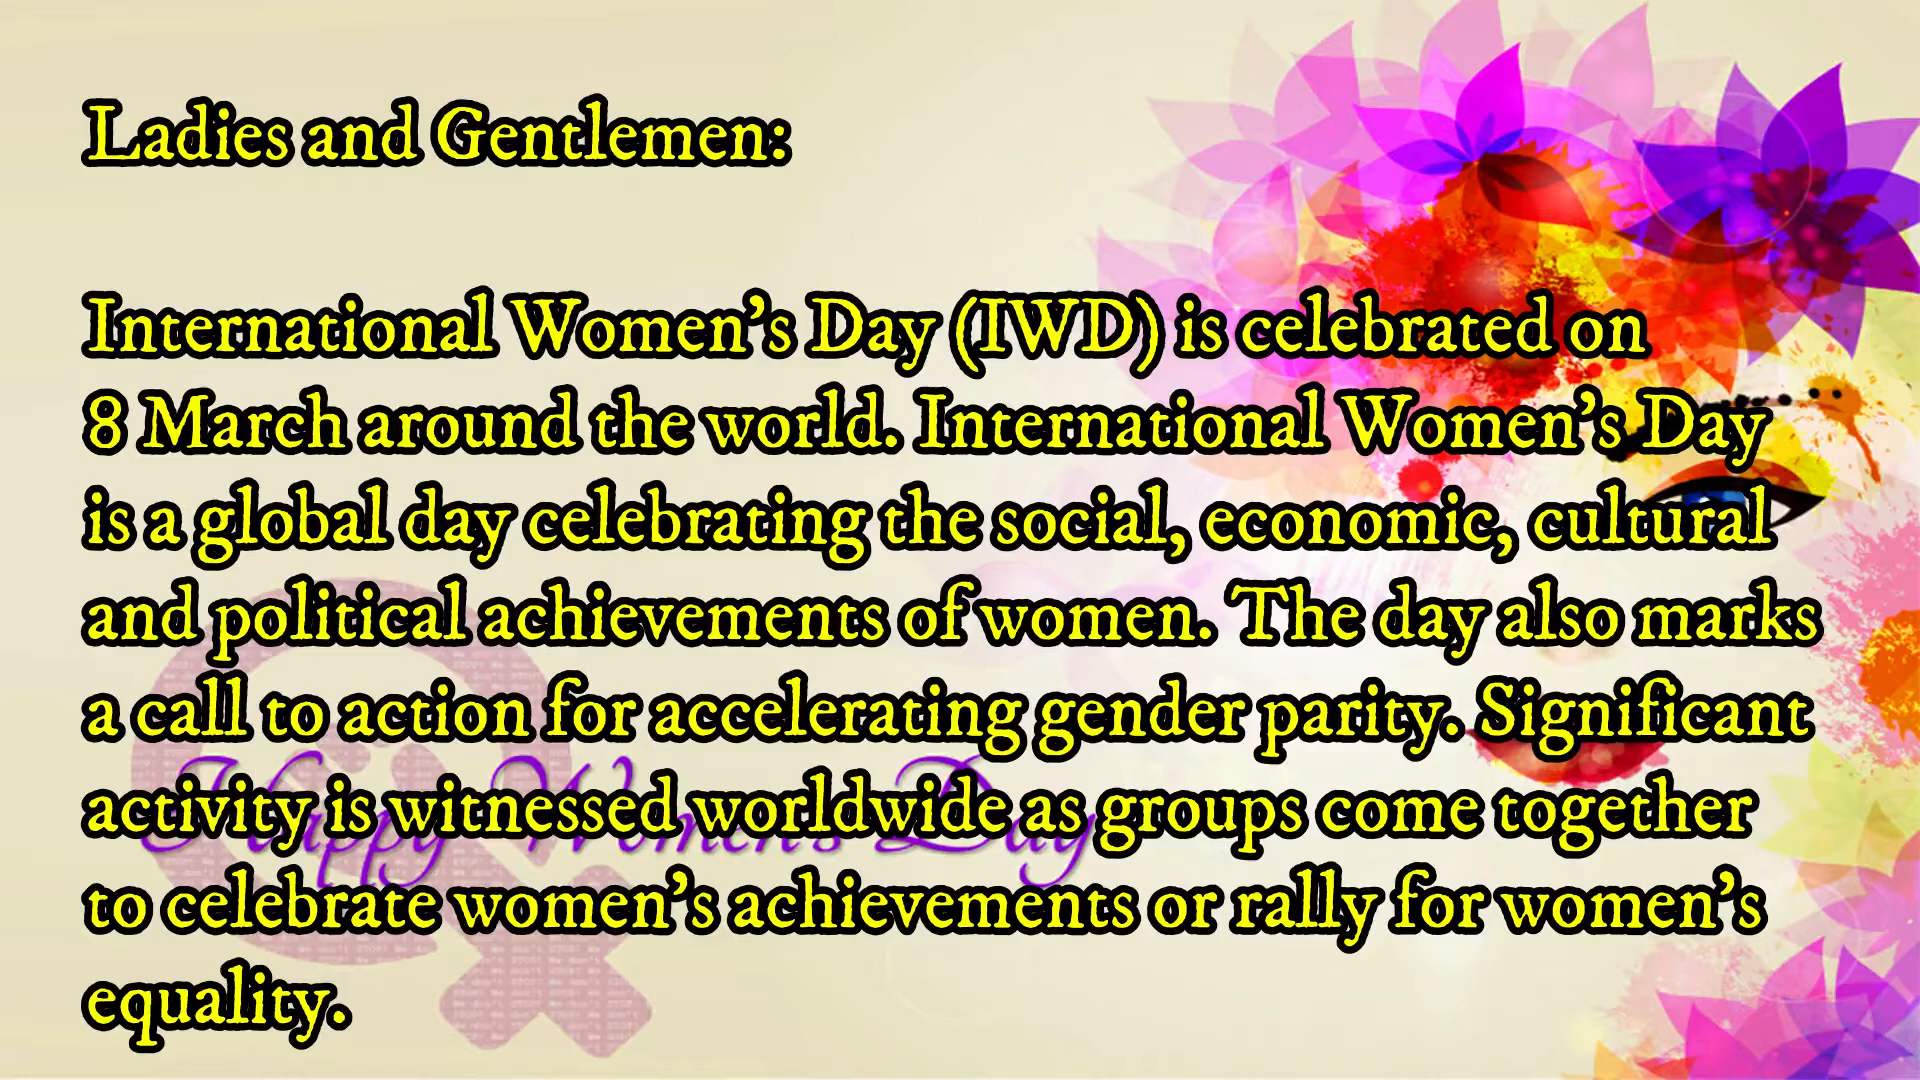 Ladies and Gentlemen:
International Women's Day (IWD) is celebrated on
8 March around the world. International Women's Day
is a global day celebrating the social, economic, cultural
and political achievements of women. The day also marks
a call to action for accelerating gender parity. Significant
activity is witnessed worldwide as groups come together
Happy Women's Day
to celebrate women's achievements or rally for women's
equality.